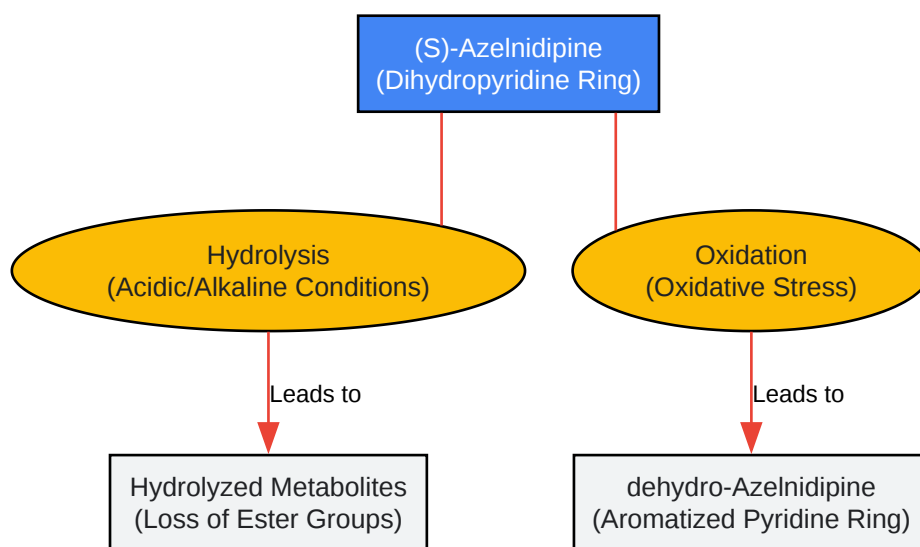 (S)-Azelnidipine
(Dihydropyridine Ring)
Hydrolysis
(Acidic/Alkaline Conditions)
Oxidation
(Oxidative Stress)
Leads to
Leads to
Hydrolyzed Metabolites
(Loss of Ester Groups)
dehydro-Azelnidipine
(Aromatized Pyridine Ring)